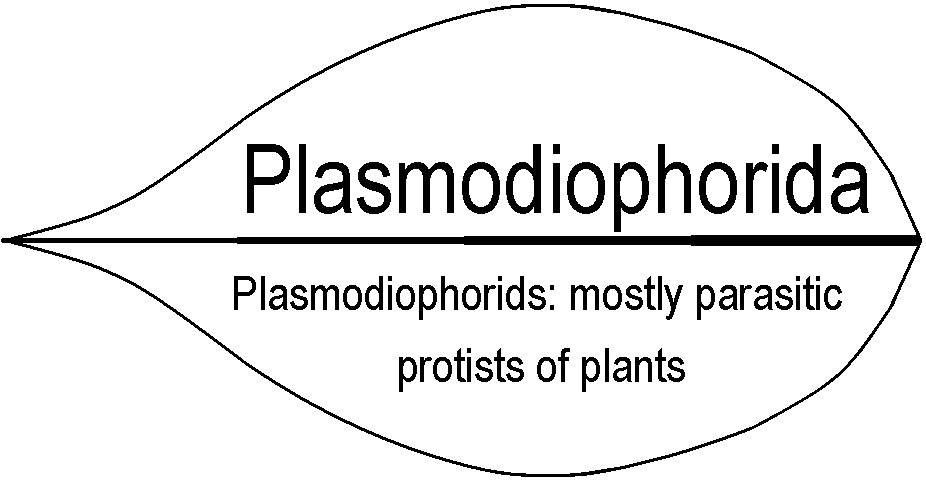 Plasmodiophorida
Plasmodiophorids: mostly parasitic
protists of plants